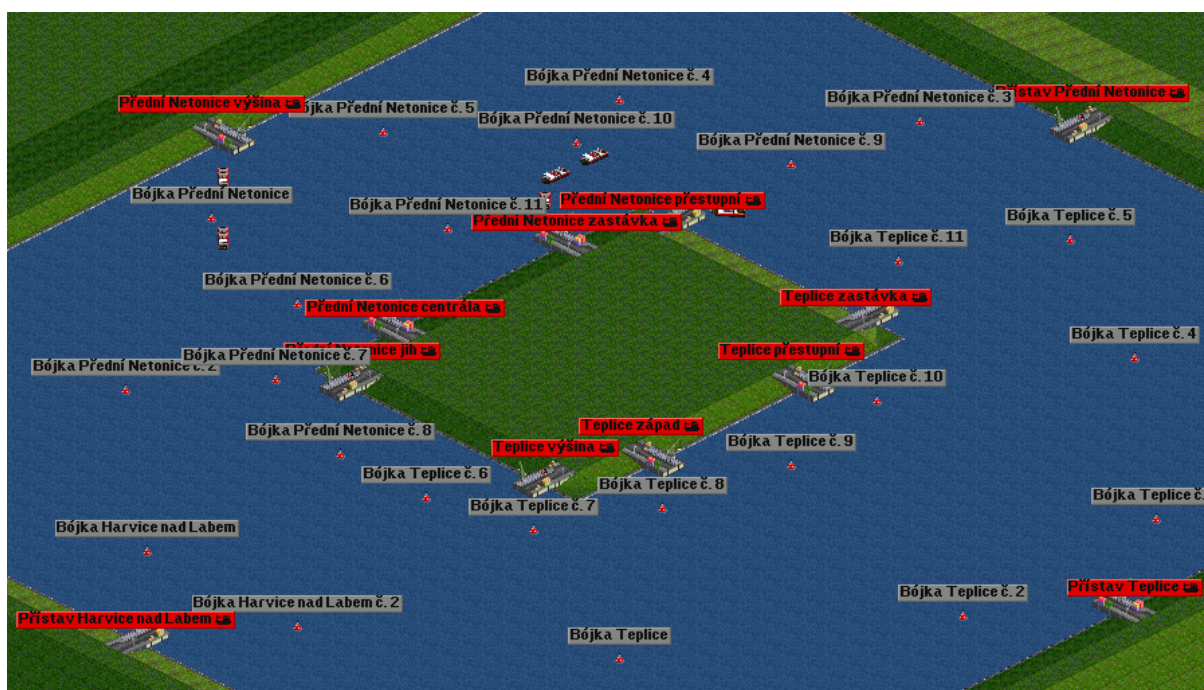 Bójka Přední Netonice č. 4
Přední Netonice výšina
Bójka Přední Netonice č. 5
Bójka Přední Netonice č. 10
Bójka Přední Netonice č. 3
Přístav Přední Netonice
Bójka Přední Netonice č. 9
Bójka Přední Netonice
Přední Netonice přestupní
Bójka Přední Netonice č. 11
Přední Netonice zastávka
Bójka Teplice č. 5
Bójka Teplice č. 11
Bójka Přední Netonice č. 6
Přední Netonice centrála
Teplice zastávka
Bójka Teplice č. 4
Netonice jih
Bójka Přední Netonice č. 7
Teplice přestupní
Bójka Přední Netonice č. 2
Bójka Teplice č. 10
Bójka Přední Netonice č. 8
Teplice západ
Teplice výšina
Bójka Teplice č. 9
Bójka Teplice č. 6
Bójka Teplice č. 8
Bójka Teplice č. 7
Bójka Teplice č.
Bójka Harvice nad Labem
Přístav Teplice
Bójka Teplice č. 2
Bójka Harvice nad Labem č. 2
Přístav Harvice nad Labem
Bójka Teplice